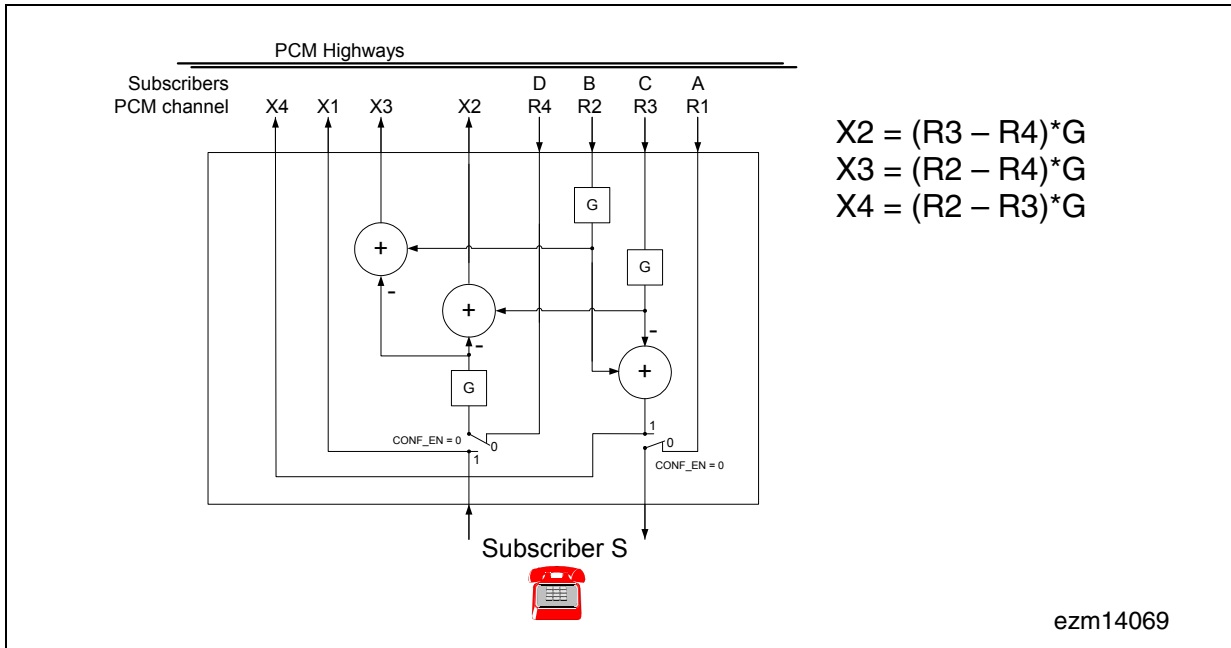 PCM Highways
Subscribers D B C A
PCM channel X4 X1 X3 X2 R4 R2 R3 R1
X2 = (R3 – R4)*G
X3 = (R2 – R4)*G
X4 = (R2 – R3)*G
G
+
G
-
+
-
-
+
G
1
CONF_EN = 0
0
0
1
CONF_EN = 0
Subscriber S
ezm14069